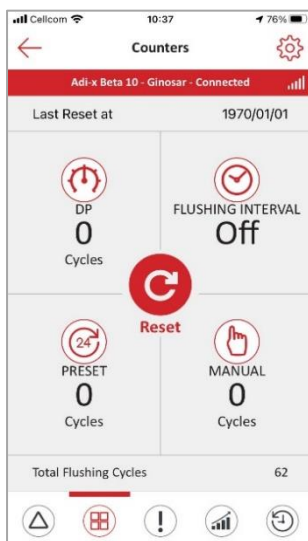 Cellcom 10:37 76%
Counters
Adi-x Beta 10 - Ginosar - Connected
Last Reset at 1970/01/01
DP
0
Cycles
FLUSHING INTERVAL
Off
Reset
24
PRESET
0
Cycles
MANUAL
0
Cycles
Total Flushing Cycles 62